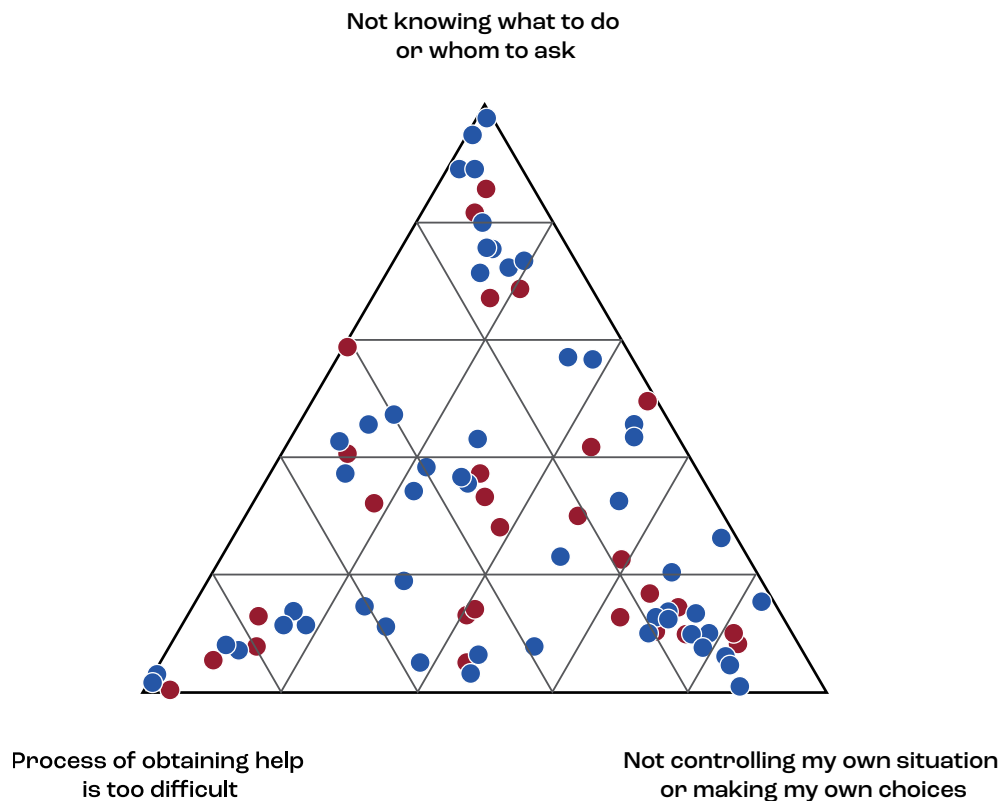 Not knowing what to do
or whom to ask
Process of obtaining help
is too difficult
Not controlling my own situation
or making my own choices